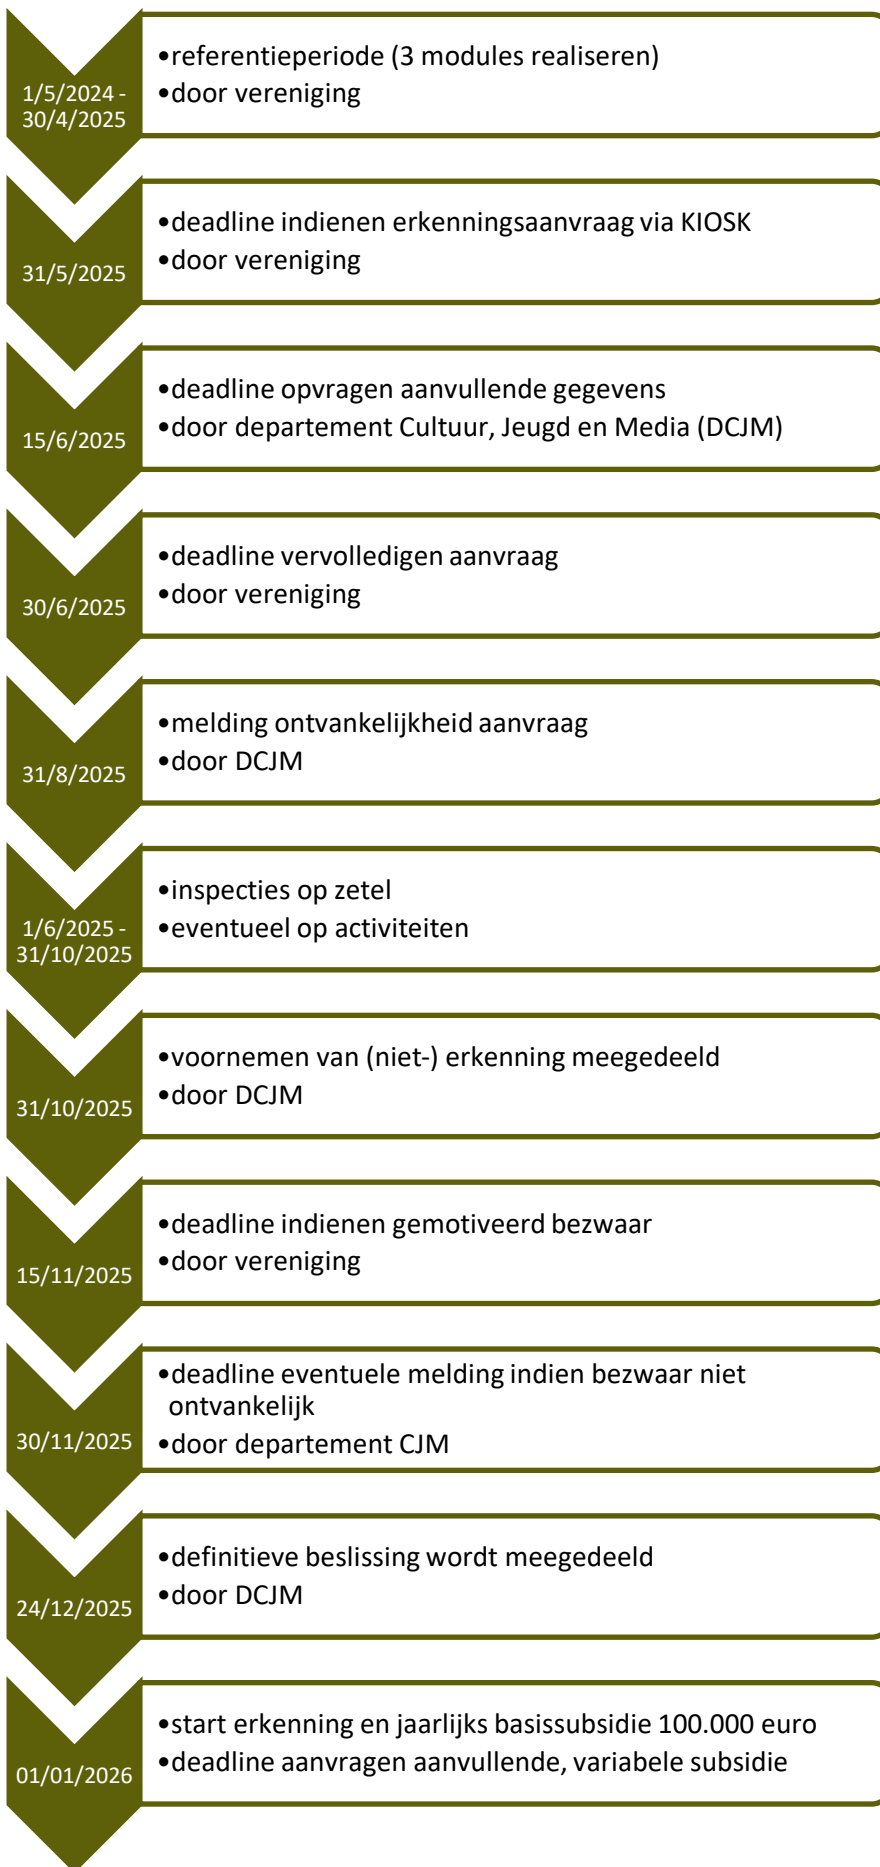 1/5/2024 -
30/4/2025
•referentieperiode (3 modules realiseren)
•door vereniging
31/5/2025
•deadline indienen erkenningsaanvraag via KIOSK
•door vereniging
15/6/2025
•deadline opvragen aanvullende gegevens
•door departement Cultuur, Jeugd en Media (DCJM)
30/6/2025
•deadline vervolledigen aanvraag
•door vereniging
31/8/2025
•melding ontvankelijkheid aanvraag
•door DCJM
1/6/2025 -
31/10/2025
•inspecties op zetel
•eventueel op activiteiten
31/10/2025
•voornemen van (niet-) erkenning meegedeeld
•door DCJM
15/11/2025
•deadline indienen gemotiveerd bezwaar
•door vereniging
30/11/2025
•deadline eventuele melding indien bezwaar niet
ontvankelijk
•door departement CJM
24/12/2025
•definitieve beslissing wordt meegedeeld
•door DCJM
01/01/2026
•start erkenning en jaarlijks basissubsidie 100.000 euro
•deadline aanvragen aanvullende, variabele subsidie